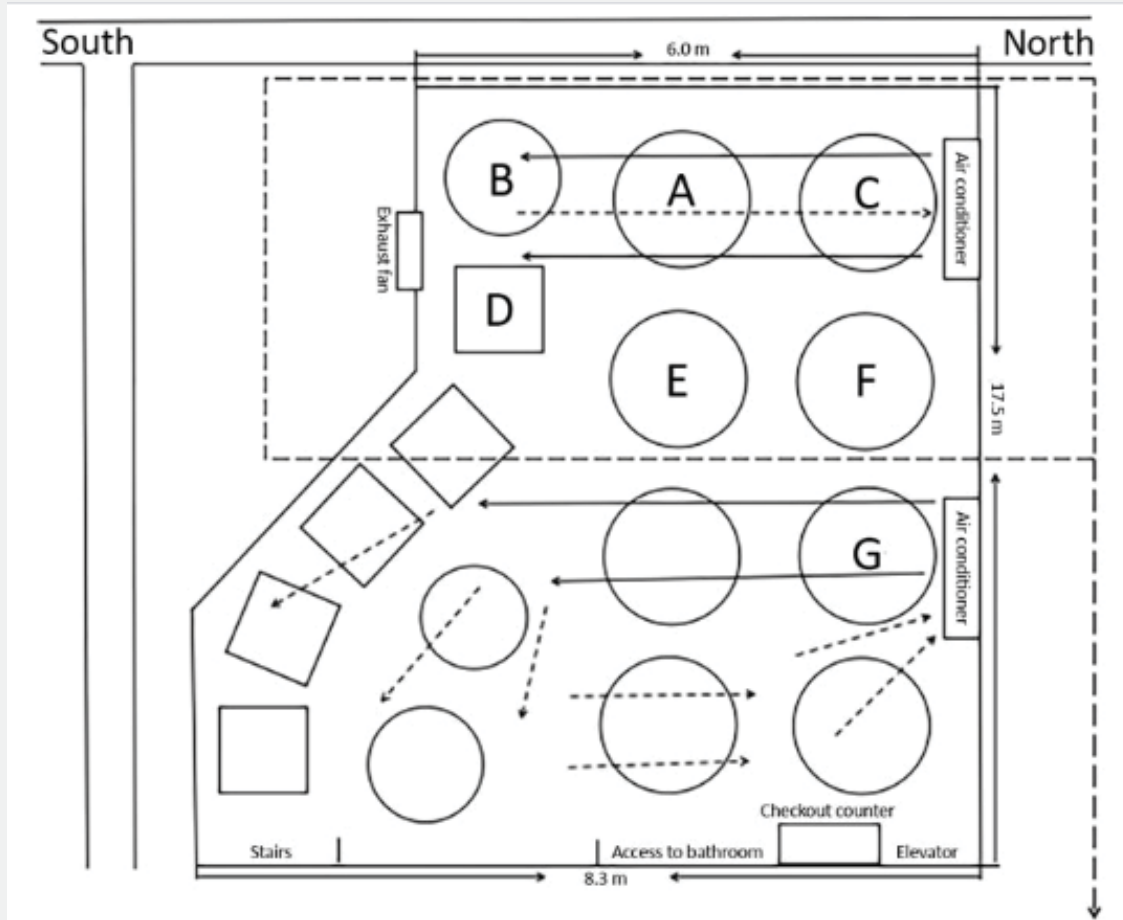 South
6.0 m
North
B
A
C
Air conditioner
Exhaust fan
D
E
F
17.5 m
G
Air conditioner
Checkout counter
Stairs
Access to bathroom
Elevator
8.3 m